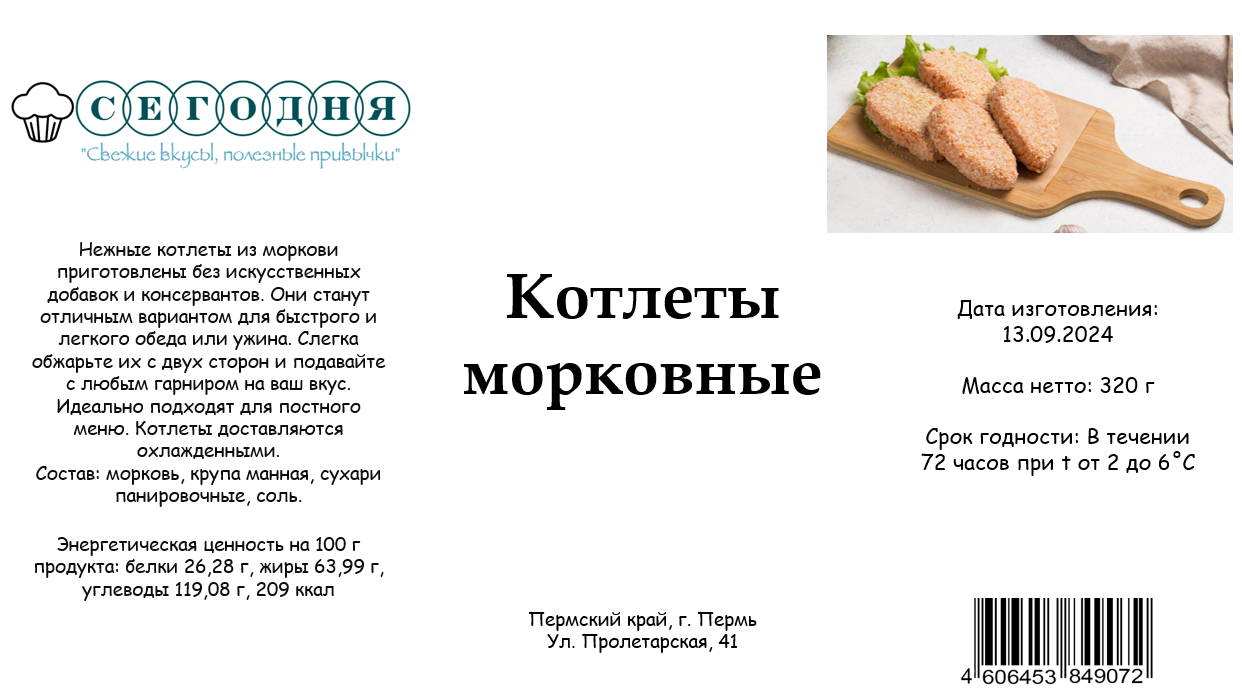 СЕГОДНЯ
"Свежие вкусы, полезные привычки"
Нежные котлеты из моркови
приготовлены без искусственных
добавок и консервантов. Они станут
отличным вариантом для быстрого и
легкого обеда или ужина. Слегка
обжарьте их с двух сторон и подавайте
с любым гарниром на ваш вкус.
Идеально подходят для постного
меню. Котлеты доставляются
охлажденными.
Состав: морковь, крупа манная, сухари
панировочные, соль.
Энергетическая ценность на 100 г
продукта: белки 26,28 г, жиры 63,99 г,
углеводы 119,08 г, 209 ккал
Котлеты
морковные
Пермский край, г. Пермь
Ул. Пролетарская, 41
Дата изготовления:
13.09.2024
Масса нетто: 320 г
Срок годности: В течении
72 часов при t от 2 до 6°C
4 606453 849072